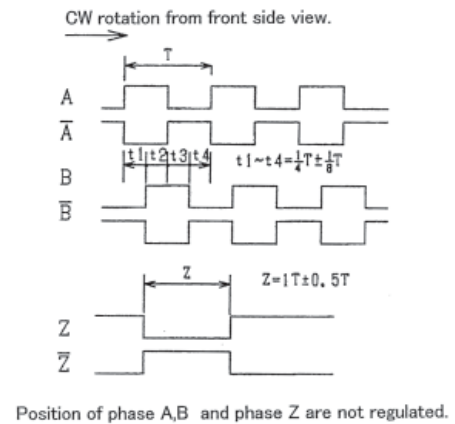 CW rotation from front side view.
T
A
A̅
t1 t2 t3 t4 t1~t4=¼T±⅛T
B
B̅
Z Z=1T±0.5T
Z
Z̅
Position of phase A,B and phase Z are not regulated.